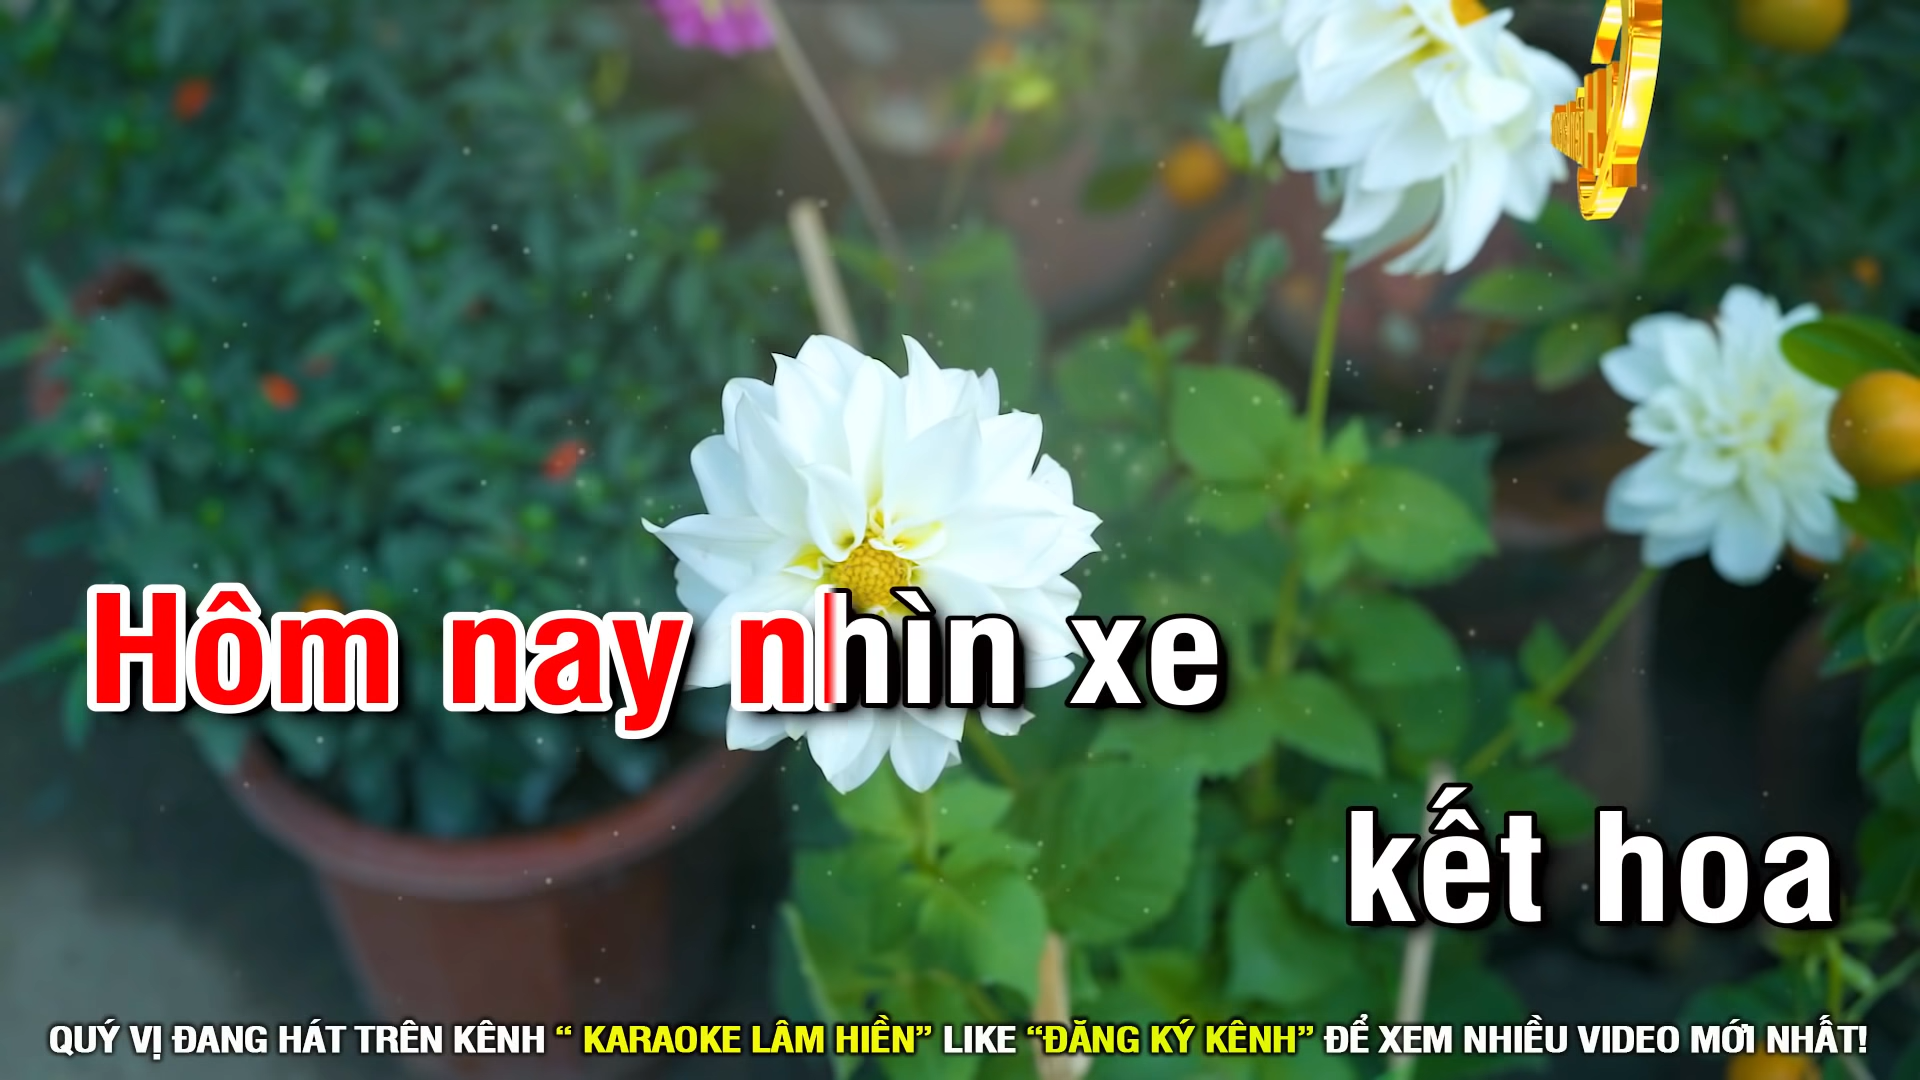 Hôm nay nhìn xe
kết hoa
QUÝ VỊ ĐANG HÁT TRÊN KÊNH “ KARAOKE LÂM HIỀN” LIKE “ĐĂNG KÝ KÊNH” ĐỂ XEM NHIỀU VIDEO MỚI NHẤT!